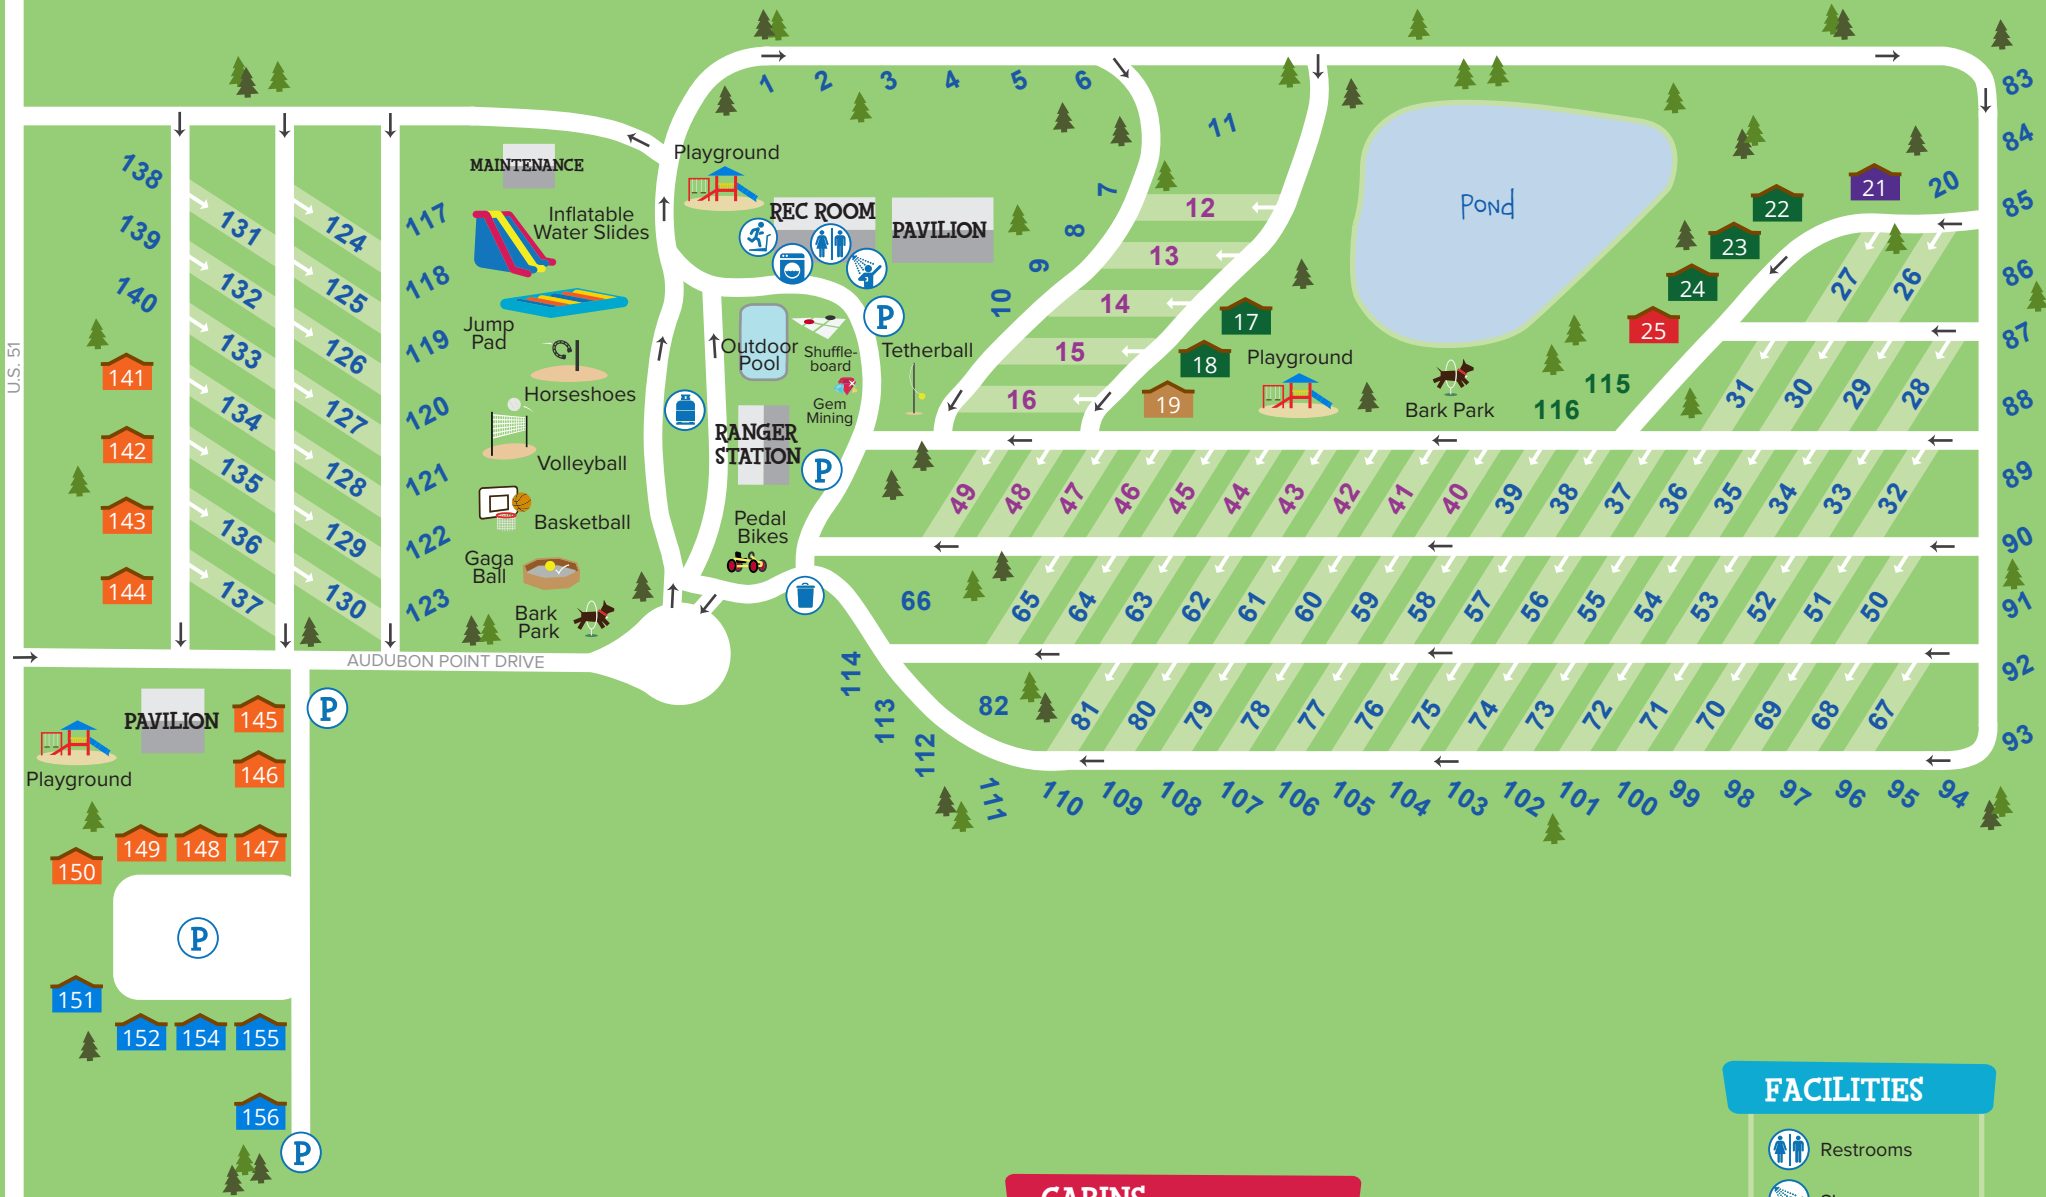 1 2 3 4 5 6
83
84
85
86
87
88
89
90
91
92
93
11
7
8
9
10
12
13
14
15
16
17
18
19
Playground
Pond
20
21
22
23
24
25
27 26
31 30 29 28
115
116
Bark Park
Playground
REC ROOM
PAVILION
MAINTENANCE
Inflatable
Water Slides
Jump
Pad
Horseshoes
Volleyball
Basketball
Gaga
Ball
Bark
Park
Outdoor
Pool
Shuffle-
board
Gem
Mining
P
Tetherball
RANGER
STATION
P
Pedal
Bikes
138
139
140
141
142
143
144
131
132
133
134
135
136
137
124
125
126
127
128
129
130
117
118
119
120
121
122
123
U.S. 51
AUDUBON POINT DRIVE
49 48 47 46 45 44 43 42 41 40 39 38 37 36 35 34 33 32
66 65 64 63 62 61 60 59 58 57 56 55 54 53 52 51 50
82 81 80 79 78 77 76 75 74 73 72 71 70 69 68 67
114
113
112
111 110 109 108 107 106 105 104 103 102 101 100 99 98 97 96 95 94
PAVILION
Playground
P
145
146
149 148 147
150
P
151
152 154 155
156
P
FACILITIES
Restrooms
CABINS